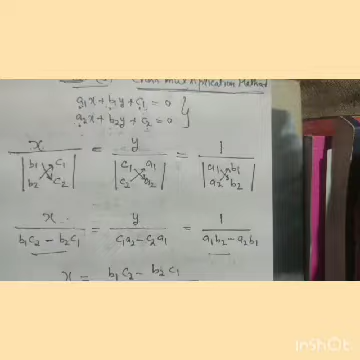 Cross Multiplication Method
a₁x + b₁y + c₁ = 0
a₂x + b₂y + c₂ = 0 }
x / |b₁ c₁ b₂ c₂| = y / |c₁ a₁ c₂ a₂| = 1 / |a₁ b₁ a₂ b₂|
x / b₁c₂ − b₂c₁ = y / c₁a₂ − c₂a₁ = 1 / a₁b₂ − a₂b₁
x = b₁c₂ − b₂c₁
InShOt